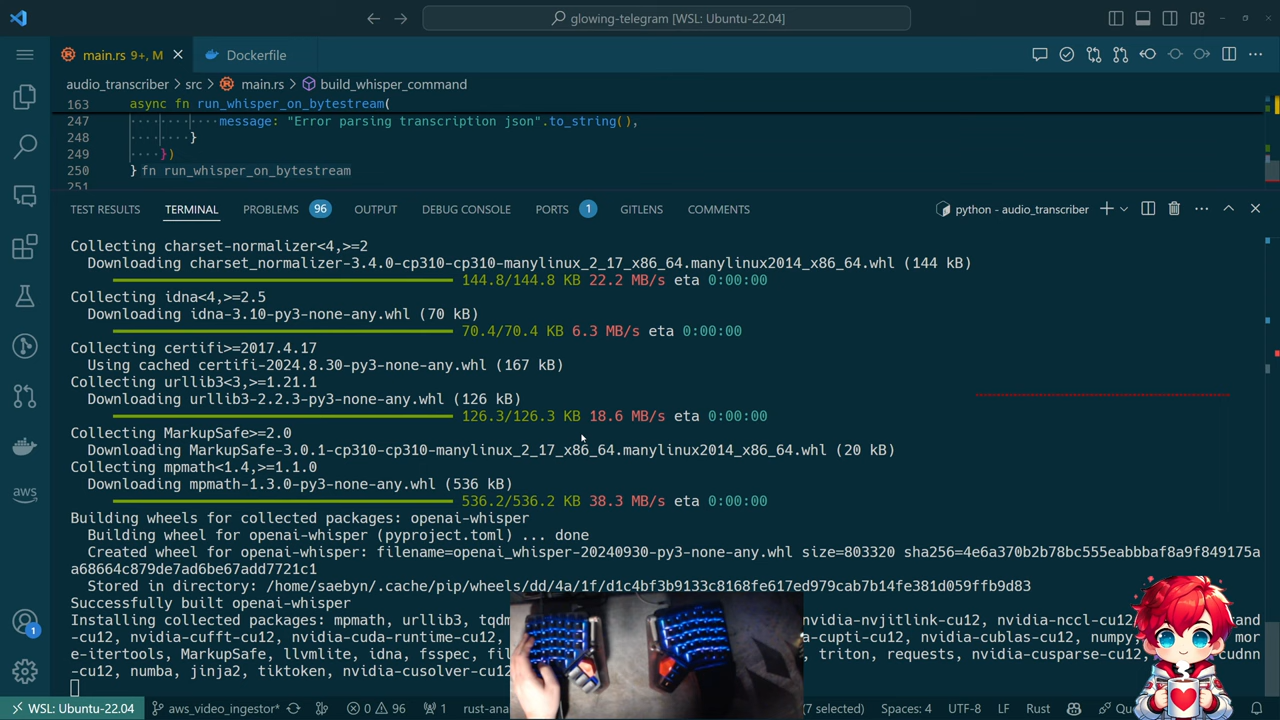 glowing-telegram [WSL: Ubuntu-22.04]
main.rs 9+, M
Dockerfile
audio_transcriber > src > main.rs > build_whisper_command
163 async fn run_whisper_on_bytestream(
247 message: "Error parsing transcription json".to_string(),
248 }
249 })
250 } fn run_whisper_on_bytestream
251
TEST RESULTS TERMINAL PROBLEMS 96 OUTPUT DEBUG CONSOLE PORTS 1 GITLENS COMMENTS python - audio_transcriber
Collecting charset-normalizer<4,>=2
Downloading charset_normalizer-3.4.0-cp310-cp310-manylinux_2_17_x86_64.manylinux2014_x86_64.whl (144 kB)
144.8/144.8 KB 22.2 MB/s eta 0:00:00
Collecting idna<4,>=2.5
Downloading idna-3.10-py3-none-any.whl (70 kB)
70.4/70.4 KB 6.3 MB/s eta 0:00:00
Collecting certifi>=2017.4.17
Using cached certifi-2024.8.30-py3-none-any.whl (167 kB)
Collecting urllib3<3,>=1.21.1
Downloading urllib3-2.2.3-py3-none-any.whl (126 kB)
126.3/126.3 KB 18.6 MB/s eta 0:00:00
Collecting MarkupSafe>=2.0
Downloading MarkupSafe-3.0.1-cp310-cp310-manylinux_2_17_x86_64.manylinux2014_x86_64.whl (20 kB)
Collecting mpmath<1.4,>=1.1.0
Downloading mpmath-1.3.0-py3-none-any.whl (536 kB)
536.2/536.2 KB 38.3 MB/s eta 0:00:00
Building wheels for collected packages: openai-whisper
Building wheel for openai-whisper (pyproject.toml) ... done
Created wheel for openai-whisper: filename=openai_whisper-20240930-py3-none-any.whl size=803320 sha256=4e6a370b2b78bc555eabbbaf8a9f849175a
a68664c879de7ad6be67add7721c1
Stored in directory: /home/saebyn/.cache/pip/wheels/dd/4a/1f/d1c4bf3b9133c8168fe617ed979cab7b14fe381d059ffb9d83
Successfully built openai-whisper
Installing collected packages: mpmath, urllib3, tqdm nvidia-nvjitlink-cu12, nvidia-nccl-cu12
-cu12, nvidia-cufft-cu12, nvidia-cuda-runtime-cu12, -cupti-cu12, nvidia-cublas-cu12, numpy, mor
e-itertools, MarkupSafe, llvmlite, idna, fsspec, triton, requests, nvidia-cusparse-cu12, cudnn
-cu12, numba, jinja2, tiktoken, nvidia-cusolver-cu12
aws
1
WSL: Ubuntu-22.04 aws_video_ingestor* 0 96 1 rust-ana 7 selected) Spaces: 4 UTF-8 LF Rust